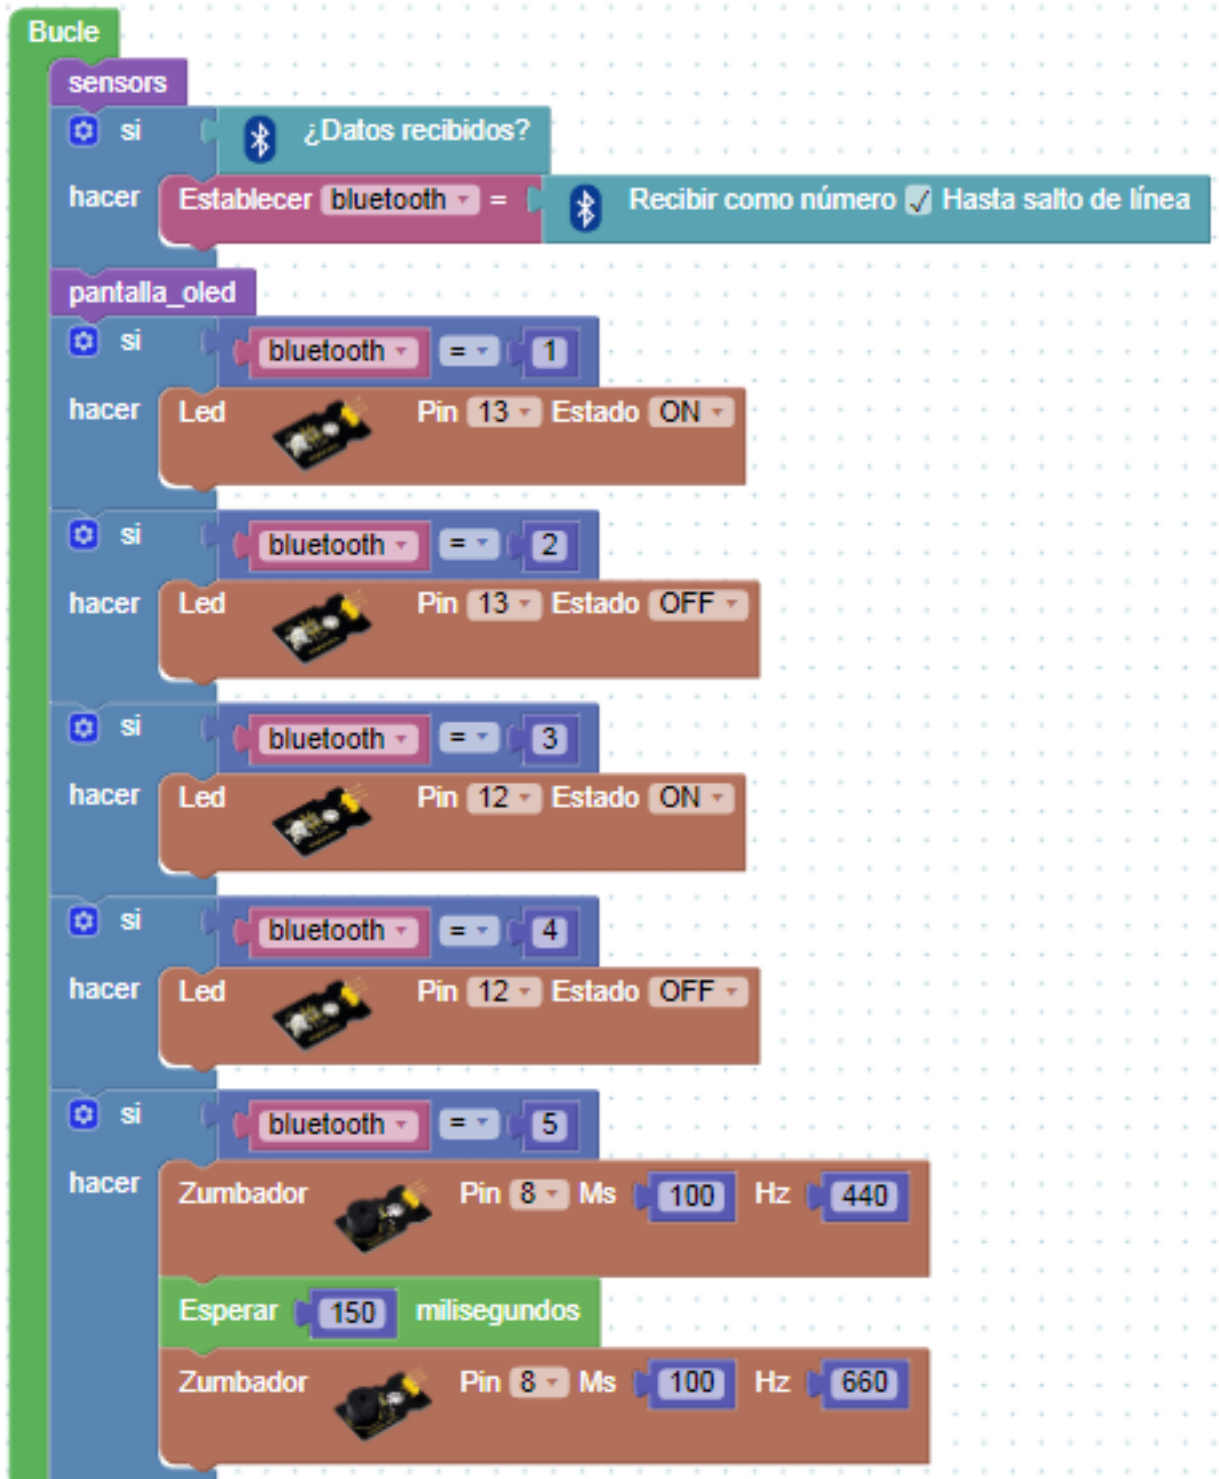 Bucle
sensors
si ¿Datos recibidos?
hacer Establecer bluetooth = Recibir como número Hasta salto de línea
pantalla_oled
si bluetooth = 1
hacer Led Pin 13 Estado ON
si bluetooth = 2
hacer Led Pin 13 Estado OFF
si bluetooth = 3
hacer Led Pin 12 Estado ON
si bluetooth = 4
hacer Led Pin 12 Estado OFF
si bluetooth = 5
hacer Zumbador Pin 8 Ms 100 Hz 440
Esperar 150 milisegundos
Zumbador Pin 8 Ms 100 Hz 660